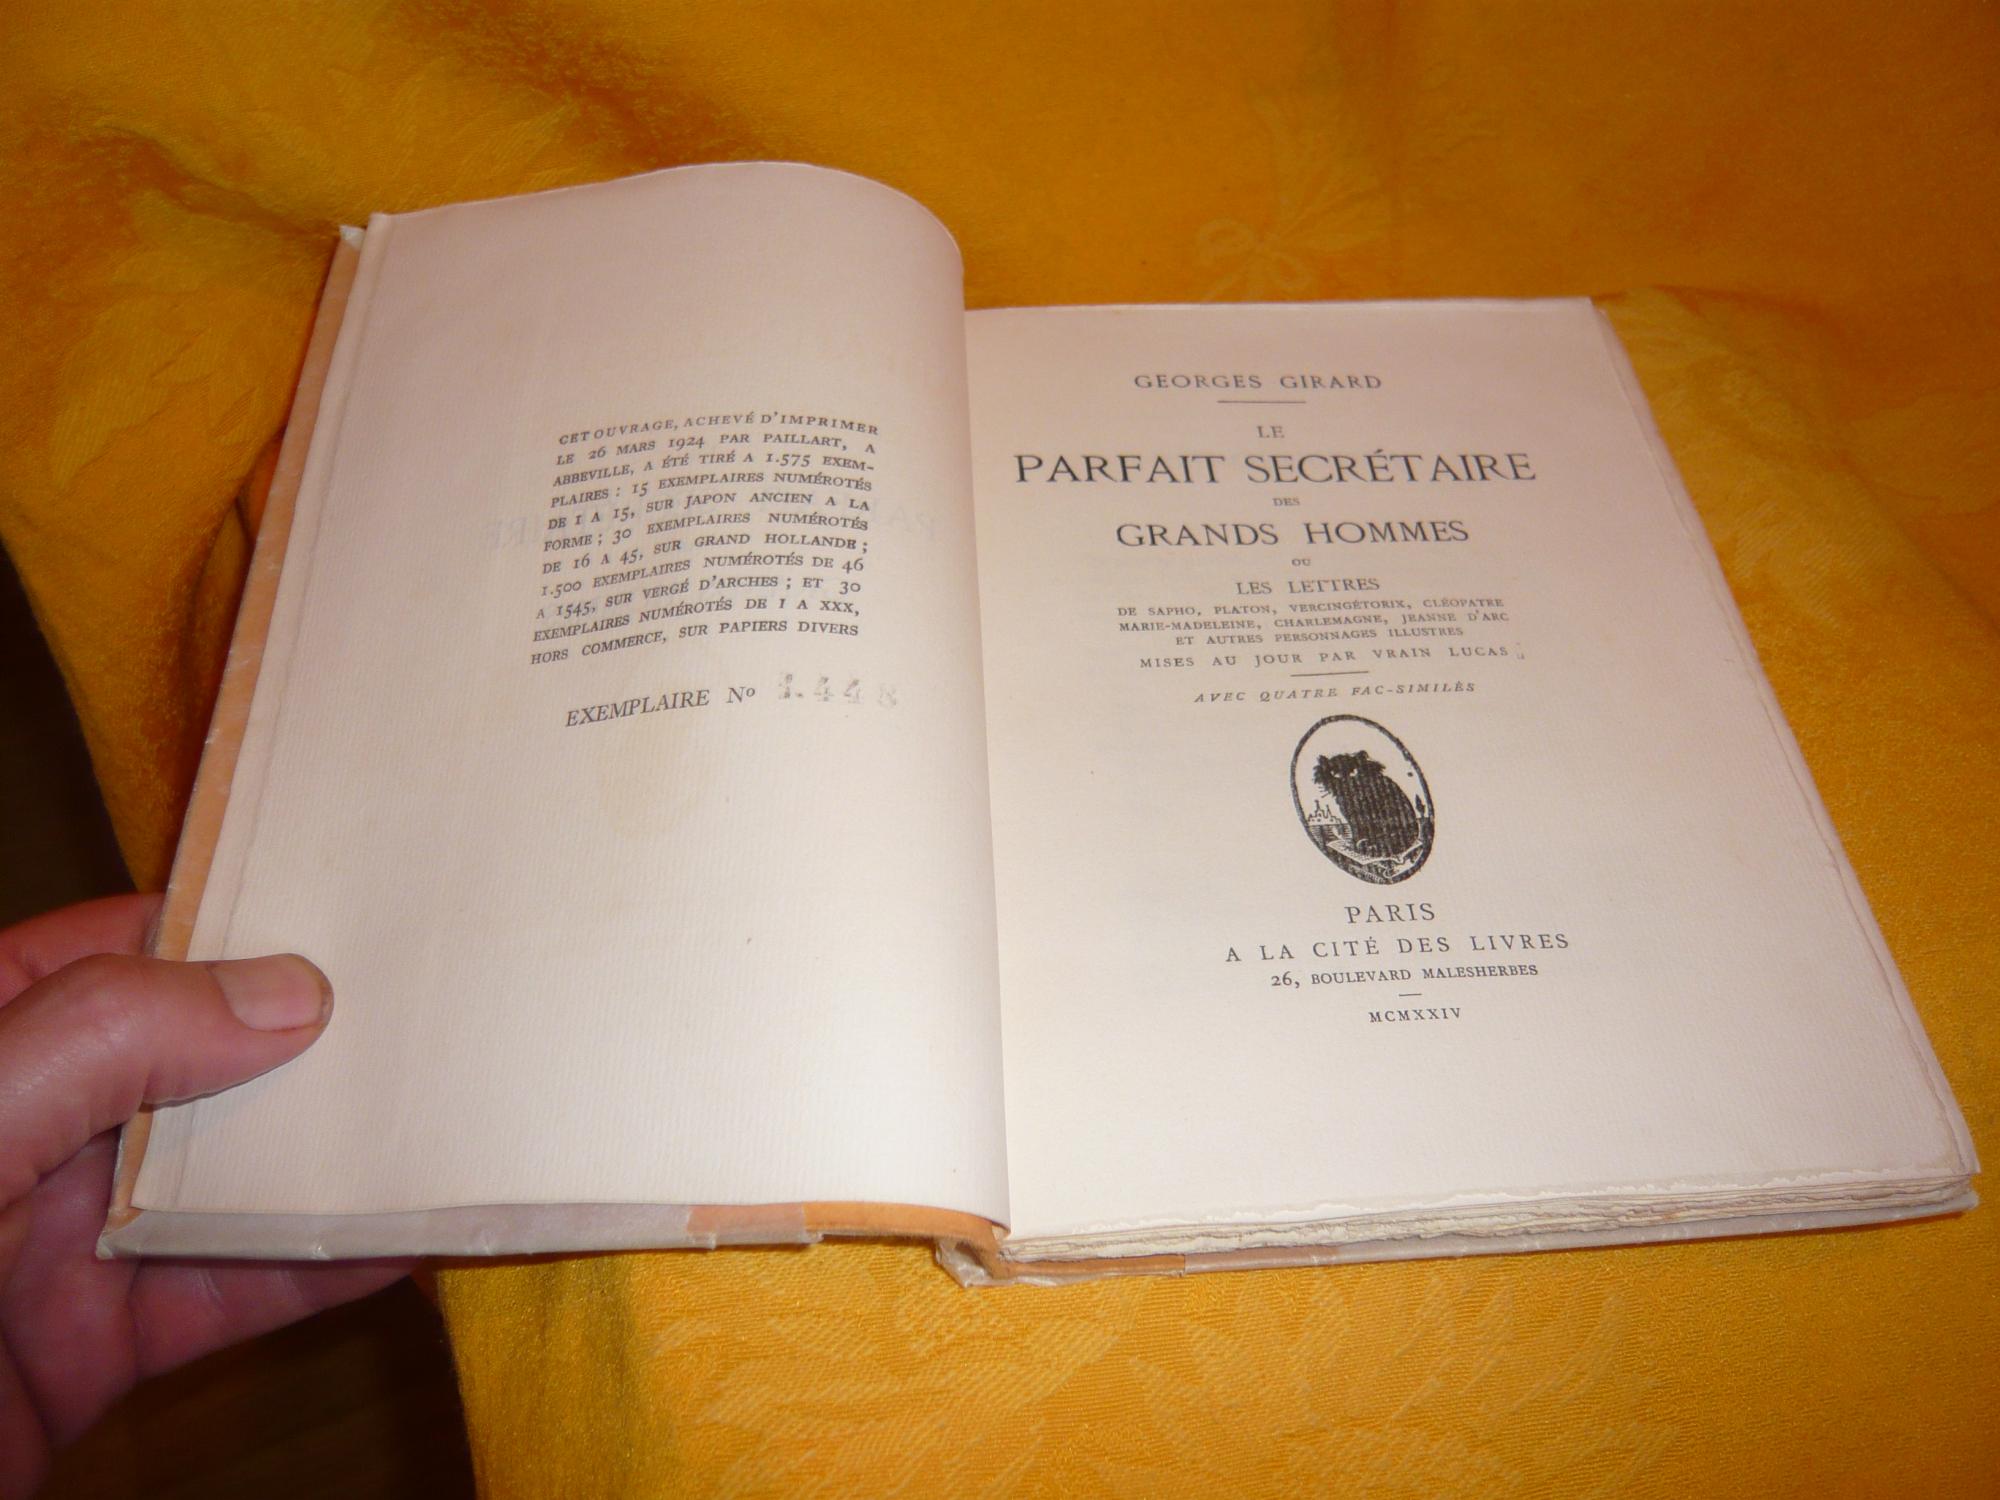 CET OUVRAGE, ACHEVÉ D'IMPRIMER
LE 26 MARS 1924 PAR PAILLART, A
ABBEVILLE, A ÉTÉ TIRÉ A 1.575 EXEM-
PLAIRES : 15 EXEMPLAIRES NUMÉROTÉS
DE 1 A 15, SUR JAPON ANCIEN A LA
FORME ; 30 EXEMPLAIRES NUMÉROTÉS
DE 16 A 45, SUR GRAND HOLLANDE ;
1.500 EXEMPLAIRES NUMÉROTÉS DE 46
A 1545, SUR VERGÉ D'ARCHES ; ET 30
EXEMPLAIRES NUMÉROTÉS DE I A XXX,
HORS COMMERCE, SUR PAPIERS DIVERS
EXEMPLAIRE No 1.448
GEORGES GIRARD
LE
PARFAIT SECRÉTAIRE
DES
GRANDS HOMMES
OU
LES LETTRES
DE SAPHO, PLATON, VERCINGÉTORIX, CLÉOPATRE
MARIE-MADELEINE, CHARLEMAGNE, JEANNE D'ARC
ET AUTRES PERSONNAGES ILLUSTRES
MISES AU JOUR PAR VRAIN LUCAS
AVEC QUATRE FAC-SIMILÉS
PARIS
A LA CITÉ DES LIVRES
26, BOULEVARD MALESHERBES
MCMXXIV